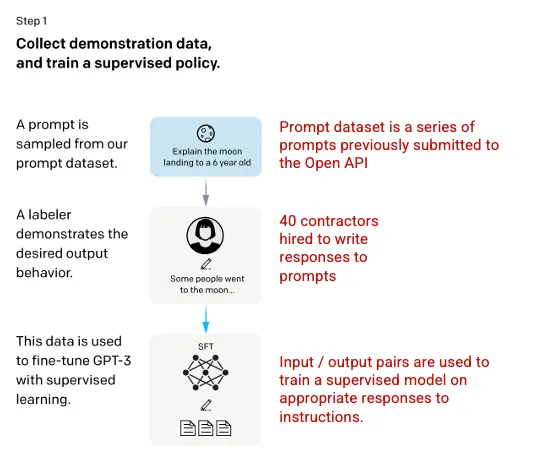 Step 1
Collect demonstration data,
and train a supervised policy.
A prompt is
sampled from our
prompt dataset.
Explain the moon
landing to a 6 year old
Prompt dataset is a series of
prompts previously submitted to
the Open API
A labeler
demonstrates the
desired output
behavior.
Some people went
to the moon...
40 contractors
hired to write
responses to
prompts
This data is used
to fine-tune GPT-3
with supervised
learning.
SFT
Input / output pairs are used to
train a supervised model on
appropriate responses to
instructions.